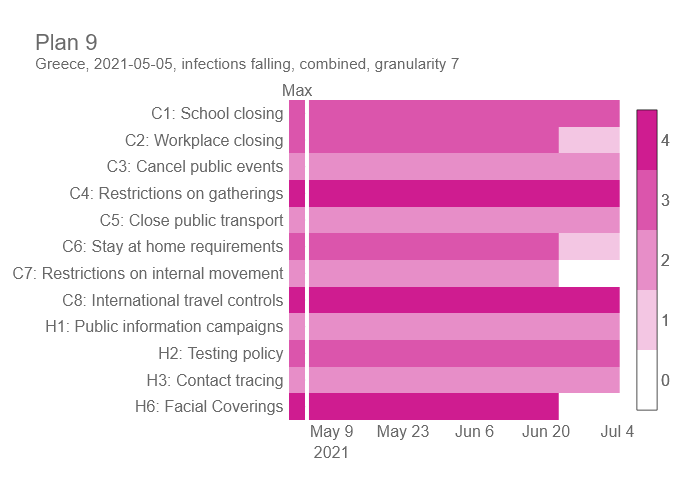 Plan 9
Greece, 2021-05-05, infections falling, combined, granularity 7
Max
C1: School closing
C2: Workplace closing
C3: Cancel public events
C4: Restrictions on gatherings
C5: Close public transport
C6: Stay at home requirements
C7: Restrictions on internal movement
C8: International travel controls
H1: Public information campaigns
H2: Testing policy
H3: Contact tracing
H6: Facial Coverings
May 9 May 23 Jun 6 Jun 20 Jul 4
2021
4
3
2
1
0